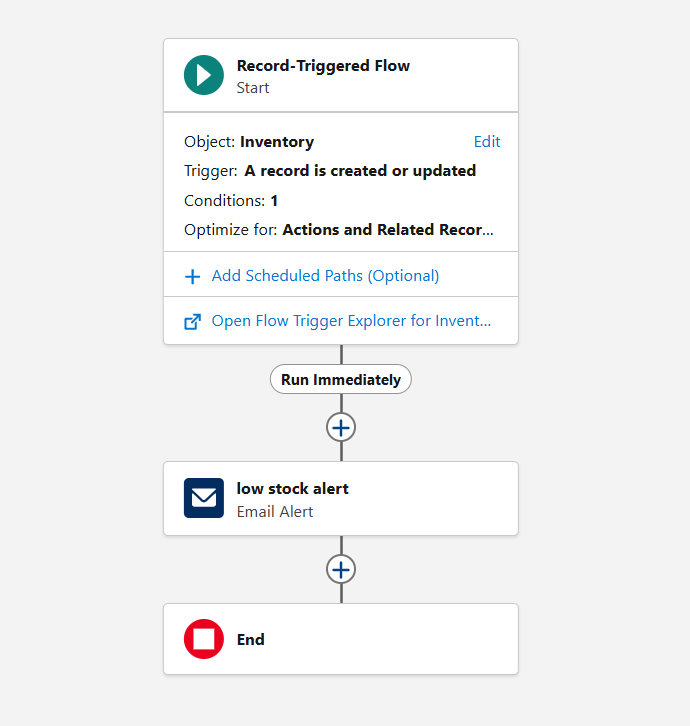 Record-Triggered Flow
Start
Object: Inventory
Edit
Trigger: A record is created or updated
Conditions: 1
Optimize for: Actions and Related Recor...
Add Scheduled Paths (Optional)
Open Flow Trigger Explorer for Invent...
Run Immediately
low stock alert
Email Alert
End